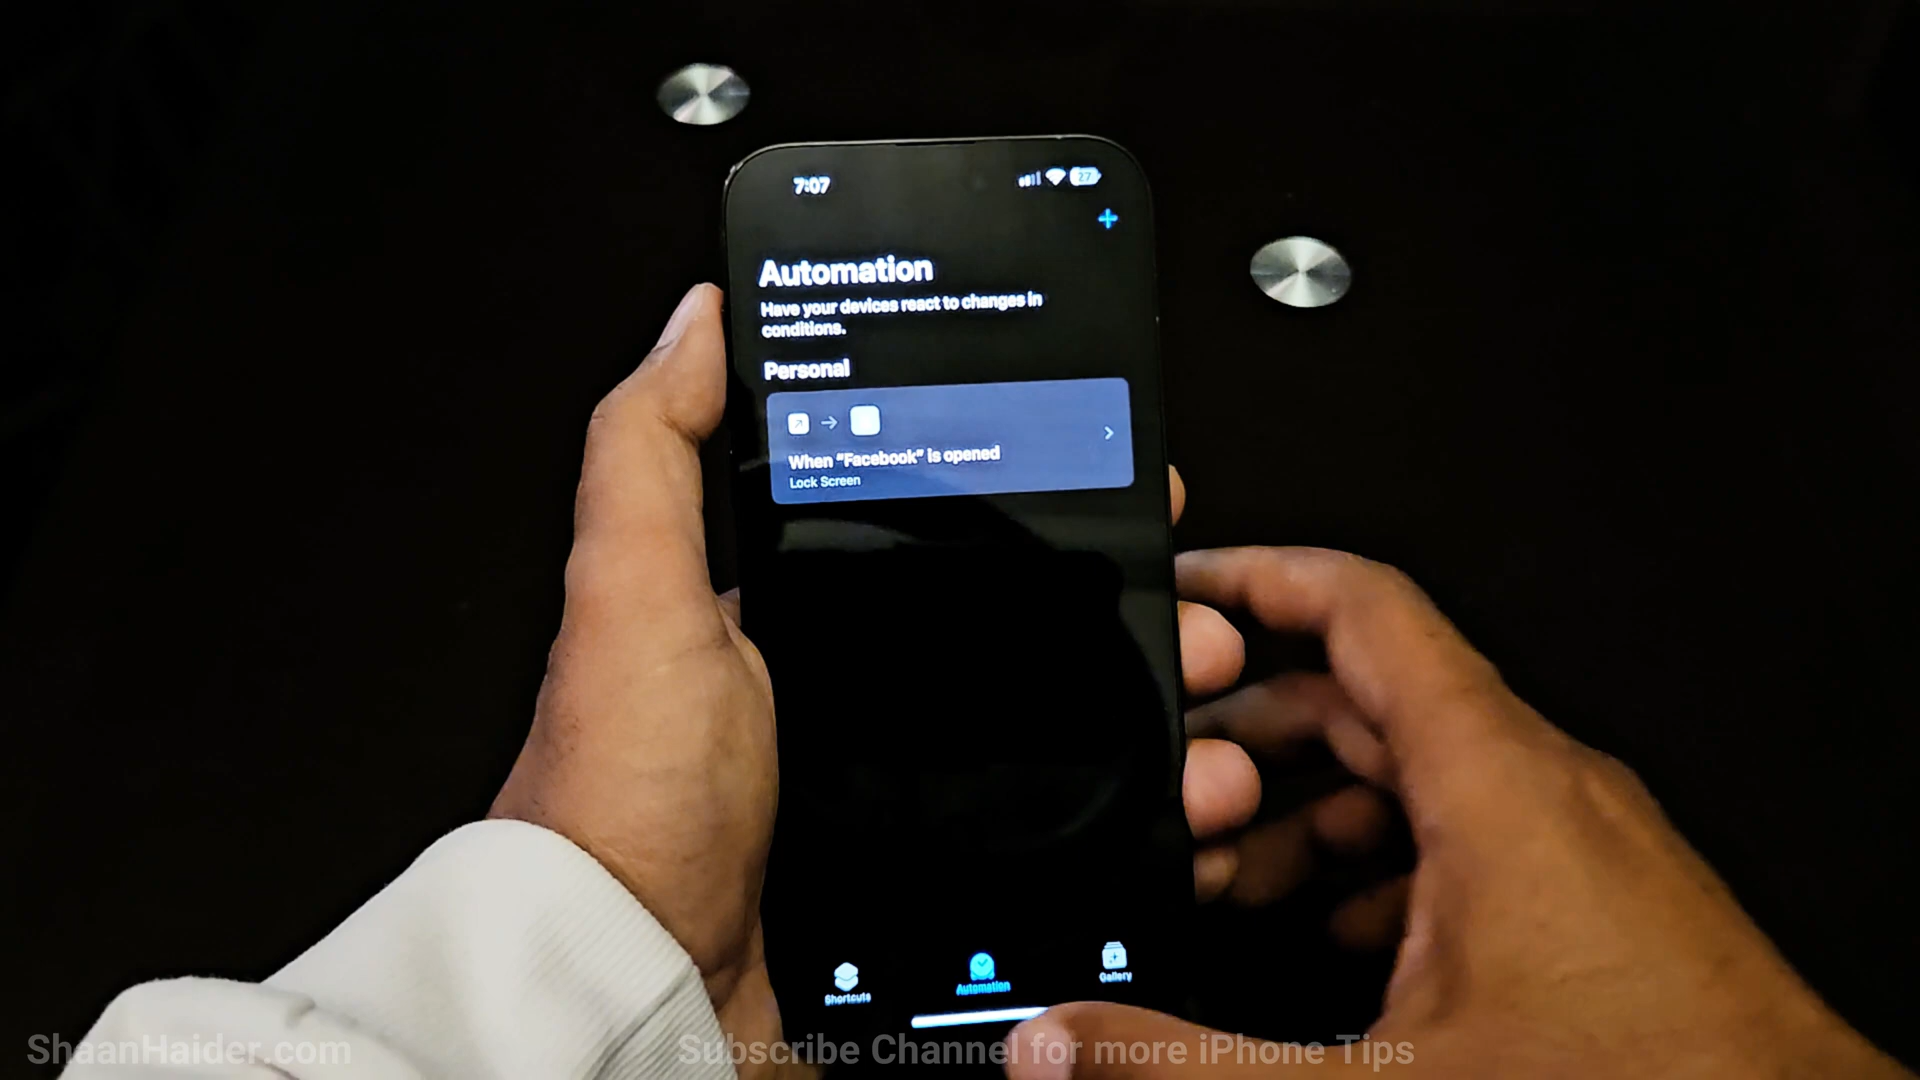 7:07
27
Automation
Have your devices react to changes in
conditions.
Personal
When “Facebook” is opened
Lock Screen
Shortcuts
Automation
Gallery
ShaanHaider.com
Subscribe Channel for more iPhone Tips